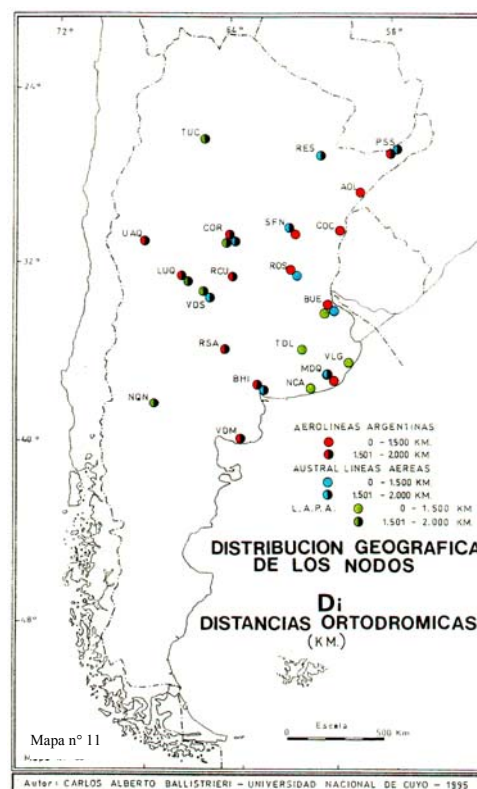 72° 66° 58°
24°
TUC
RES
PSS
AOL
SFN
COC
UAQ
COR
32°
LUQ
RCU
ROS
VDS
BUE
RSA
TDL
VLG
MDQ
BHI
NCA
NQN
VDM
40°
AEROLINEAS ARGENTINAS
0 - 1.500 KM.
1.501 - 2.000 KM.
AUSTRAL LINEAS AEREAS
0 - 1.500 KM.
1.501 - 2.000 KM.
L.A.P.A. 0 - 1.500 KM
1.501 - 2.000 KM.
DISTRIBUCION GEOGRAFICA
DE LOS NODOS
Di
DISTANCIAS ORTODROMICAS
(KM.)
48°
Escala
0 500 Km
Mapa n° 11
Autor: CARLOS ALBERTO BALLISTRIERI - UNIVERSIDAD NACIONAL DE CUYO - 1995